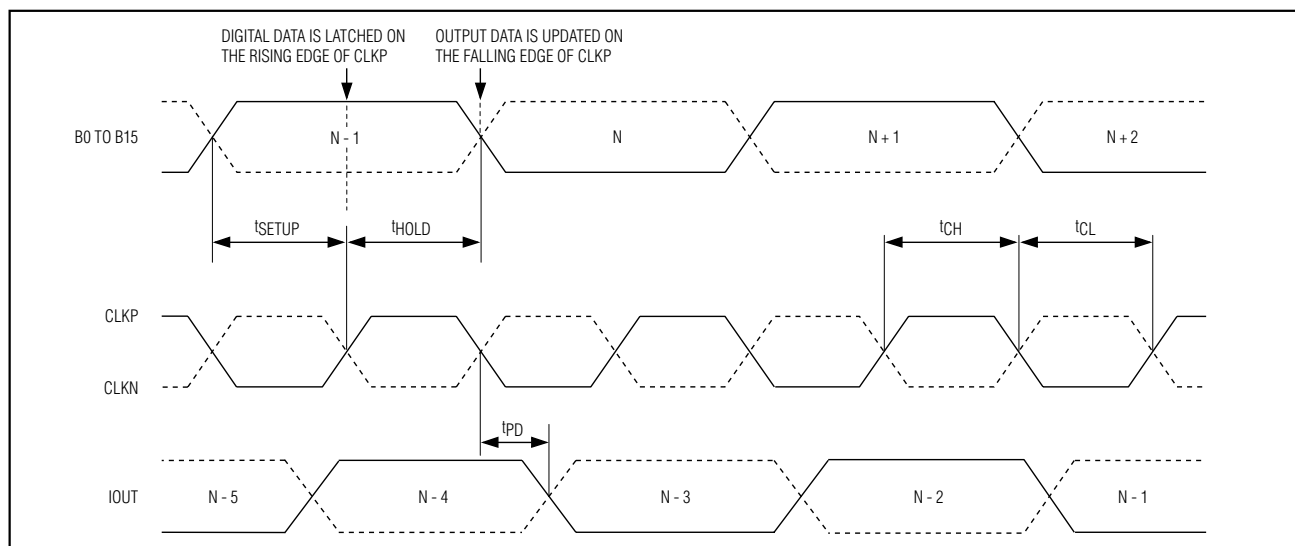 DIGITAL DATA IS LATCHED ON
THE RISING EDGE OF CLKP
OUTPUT DATA IS UPDATED ON
THE FALLING EDGE OF CLKP
B0 TO B15
N - 1
N
N + 1
N + 2
tSETUP
tHOLD
tCH
tCL
CLKP
CLKN
tPD
IOUT
N - 5
N - 4
N - 3
N - 2
N - 1